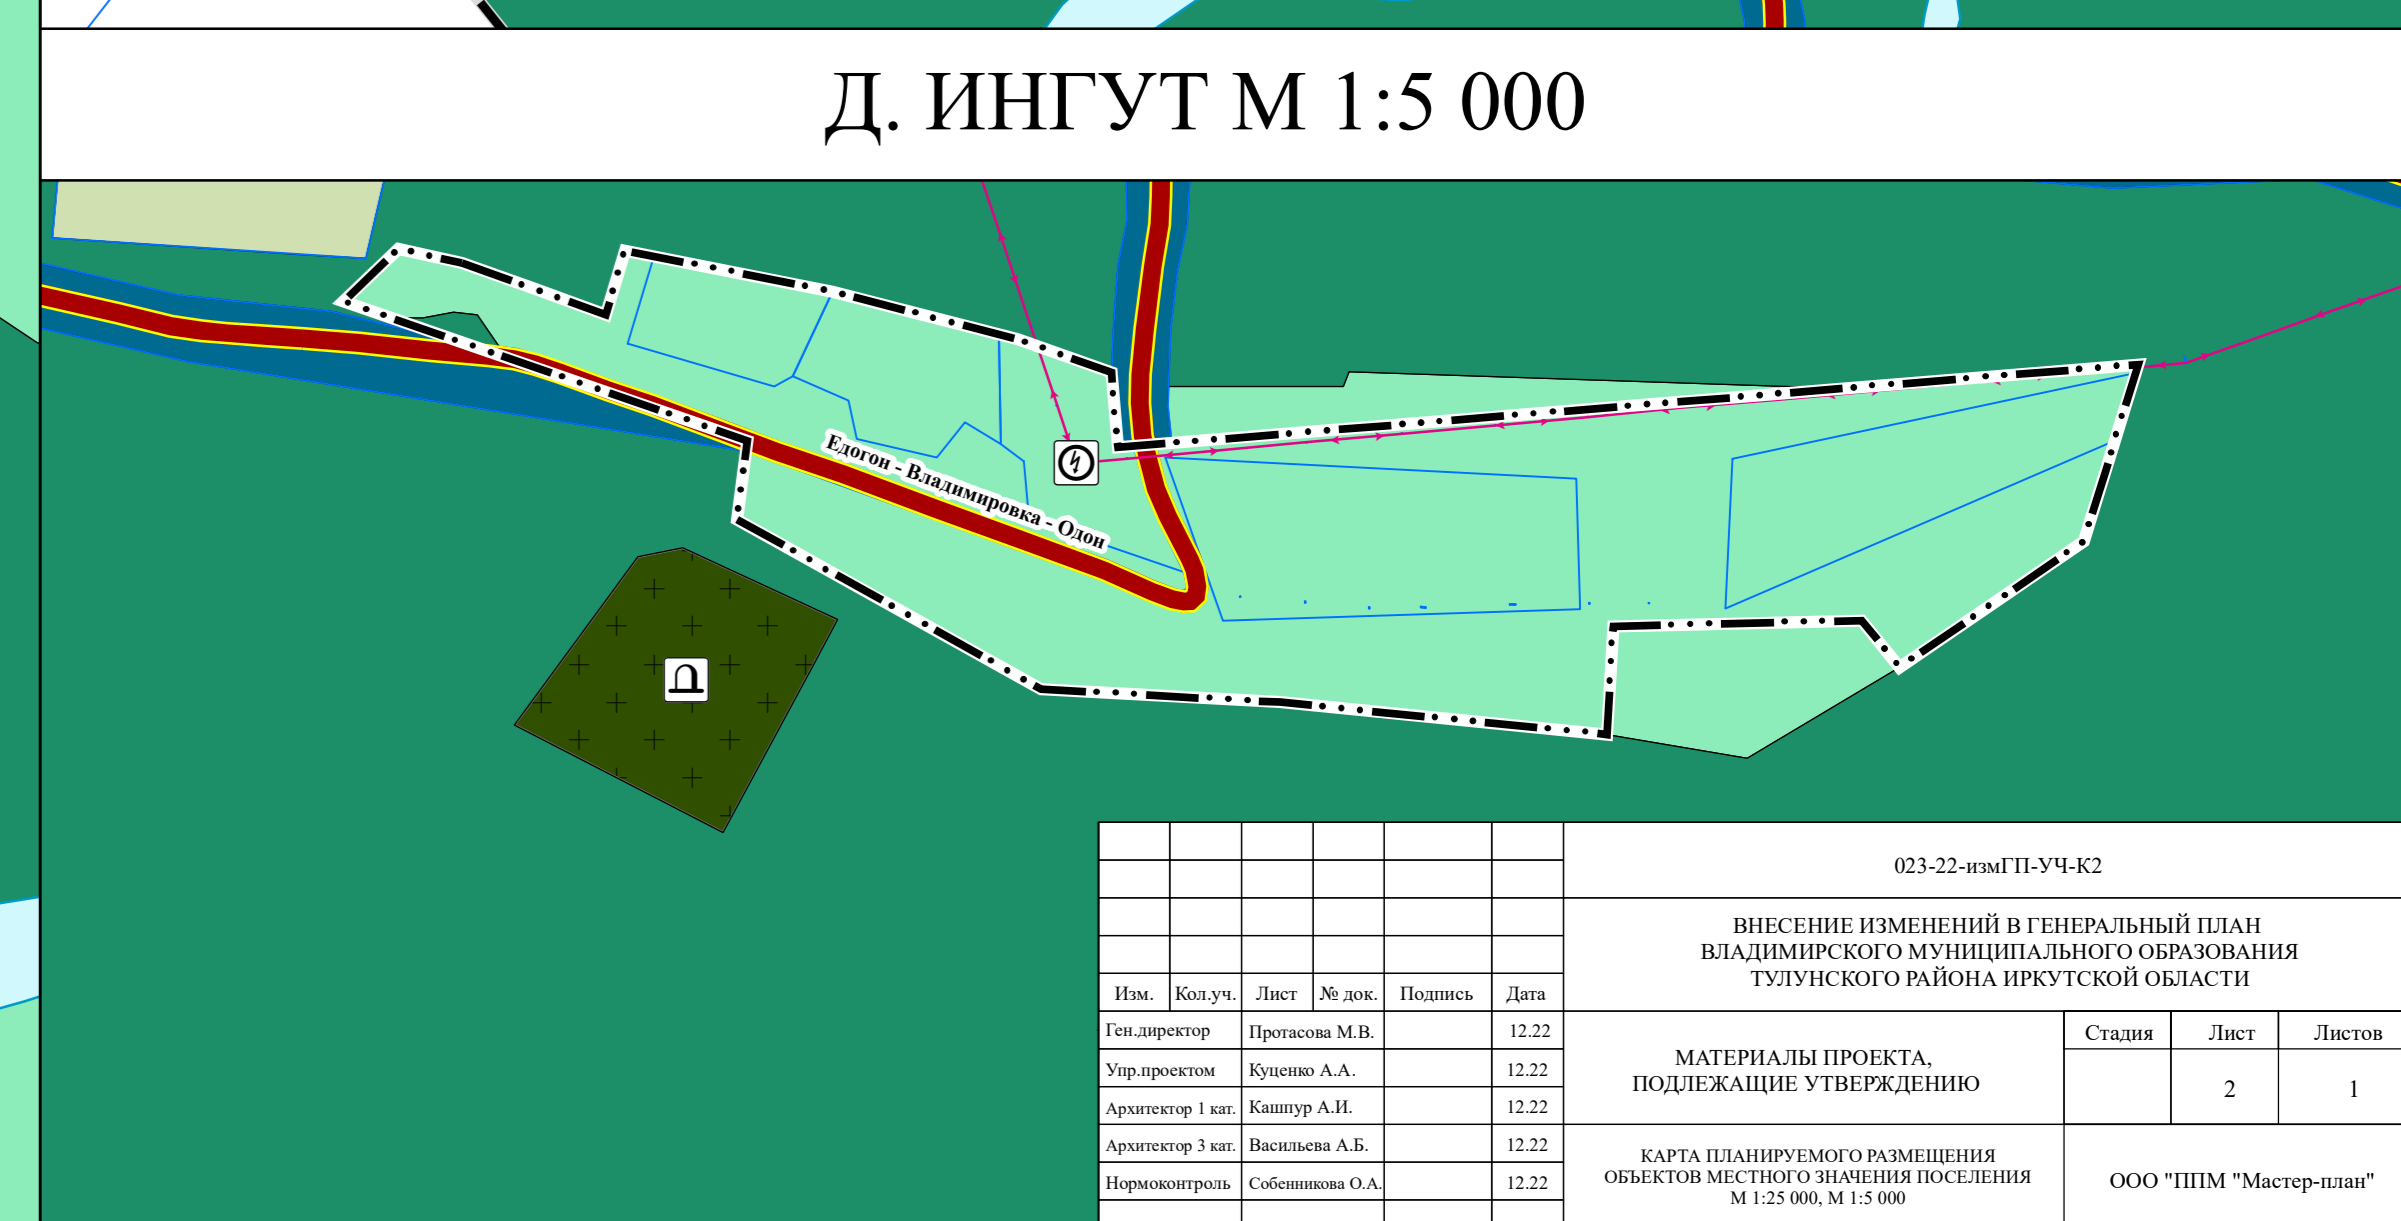 Д. ИНГУТ М 1:5 000
Едогон - Владимировка - Одон
023-22-измГП-УЧ-К2
ВНЕСЕНИЕ ИЗМЕНЕНИЙ В ГЕНЕРАЛЬНЫЙ ПЛАН
ВЛАДИМИРСКОГО МУНИЦИПАЛЬНОГО ОБРАЗОВАНИЯ
ТУЛУНСКОГО РАЙОНА ИРКУТСКОЙ ОБЛАСТИ
Изм. Кол.уч. Лист № док. Подпись Дата
Ген.директор Протасова М.В. 12.22
Упр.проектом Куценко А.А. 12.22
Архитектор 1 кат. Кашпур А.И. 12.22
Архитектор 3 кат. Васильева А.Б. 12.22
Нормоконтроль Собенникова О.А. 12.22
МАТЕРИАЛЫ ПРОЕКТА,
ПОДЛЕЖАЩИЕ УТВЕРЖДЕНИЮ
Стадия Лист Листов
2 1
КАРТА ПЛАНИРУЕМОГО РАЗМЕЩЕНИЯ
ОБЪЕКТОВ МЕСТНОГО ЗНАЧЕНИЯ ПОСЕЛЕНИЯ
М 1:25 000, М 1:5 000
ООО "ППМ "Мастер-план"